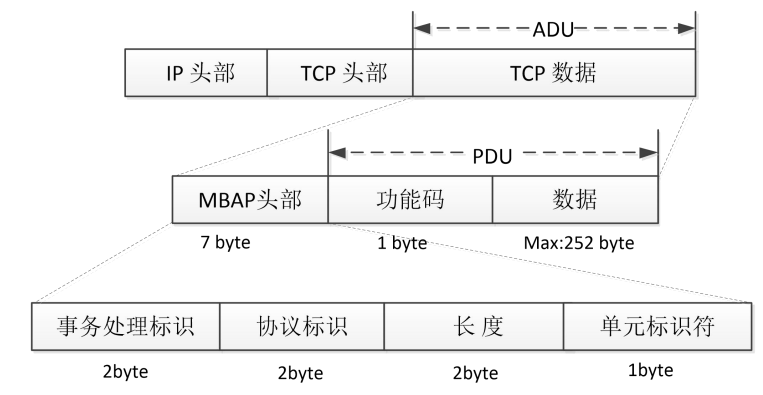 ADU
IP 头部 TCP 头部 TCP 数据
PDU
MBAP头部 功能码 数据
7 byte 1 byte Max:252 byte
事务处理标识 协议标识 长 度 单元标识符
2byte 2byte 2byte 1byte